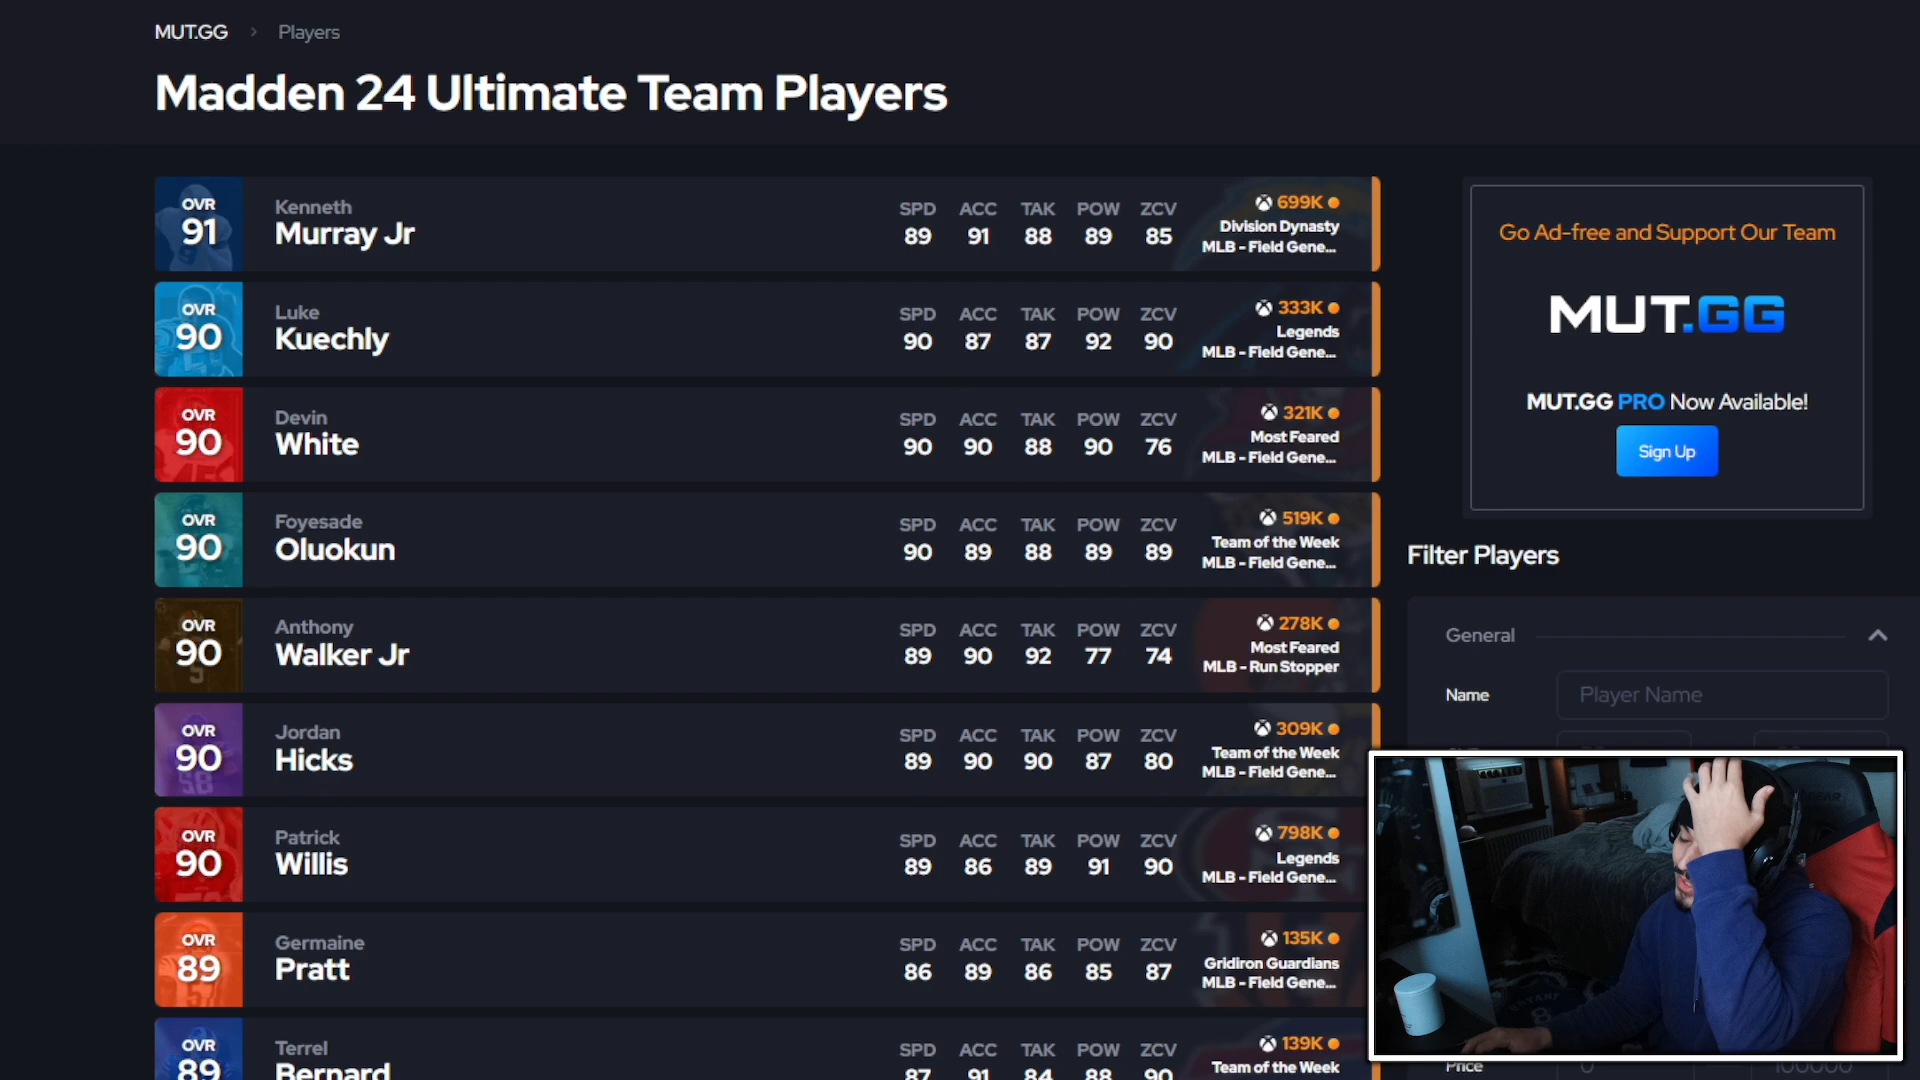 MUT.GG > Players
Madden 24 Ultimate Team Players
OVR
91
Kenneth
Murray Jr
SPD ACC TAK POW ZCV
89 91 88 89 85
699K
Division Dynasty
MLB - Field Gene...
OVR
90
Luke
Kuechly
SPD ACC TAK POW ZCV
90 87 87 92 90
333K
Legends
MLB - Field Gene...
OVR
90
Devin
White
SPD ACC TAK POW ZCV
90 90 88 90 76
321K
Most Feared
MLB - Field Gene...
OVR
90
Foyesade
Oluokun
SPD ACC TAK POW ZCV
90 89 88 89 89
519K
Team of the Week
MLB - Field Gene...
OVR
90
Anthony
Walker Jr
SPD ACC TAK POW ZCV
89 90 92 77 74
278K
Most Feared
MLB - Run Stopper
OVR
90
Jordan
Hicks
SPD ACC TAK POW ZCV
89 90 90 87 80
309K
Team of the Week
MLB - Field Gene...
OVR
90
Patrick
Willis
SPD ACC TAK POW ZCV
89 86 89 91 90
798K
Legends
MLB - Field Gene...
OVR
89
Germaine
Pratt
SPD ACC TAK POW ZCV
86 89 86 85 87
135K
Gridiron Guardians
MLB - Field Gene...
OVR
89
Terrel
Bernard
SPD ACC TAK POW ZCV
87 91 84 88 90
139K
Team of the Week
Go Ad-free and Support Our Team
MUT.GG
MUT.GG PRO Now Available!
Sign Up
Filter Players
General
Name Player Name
Price 0 100000